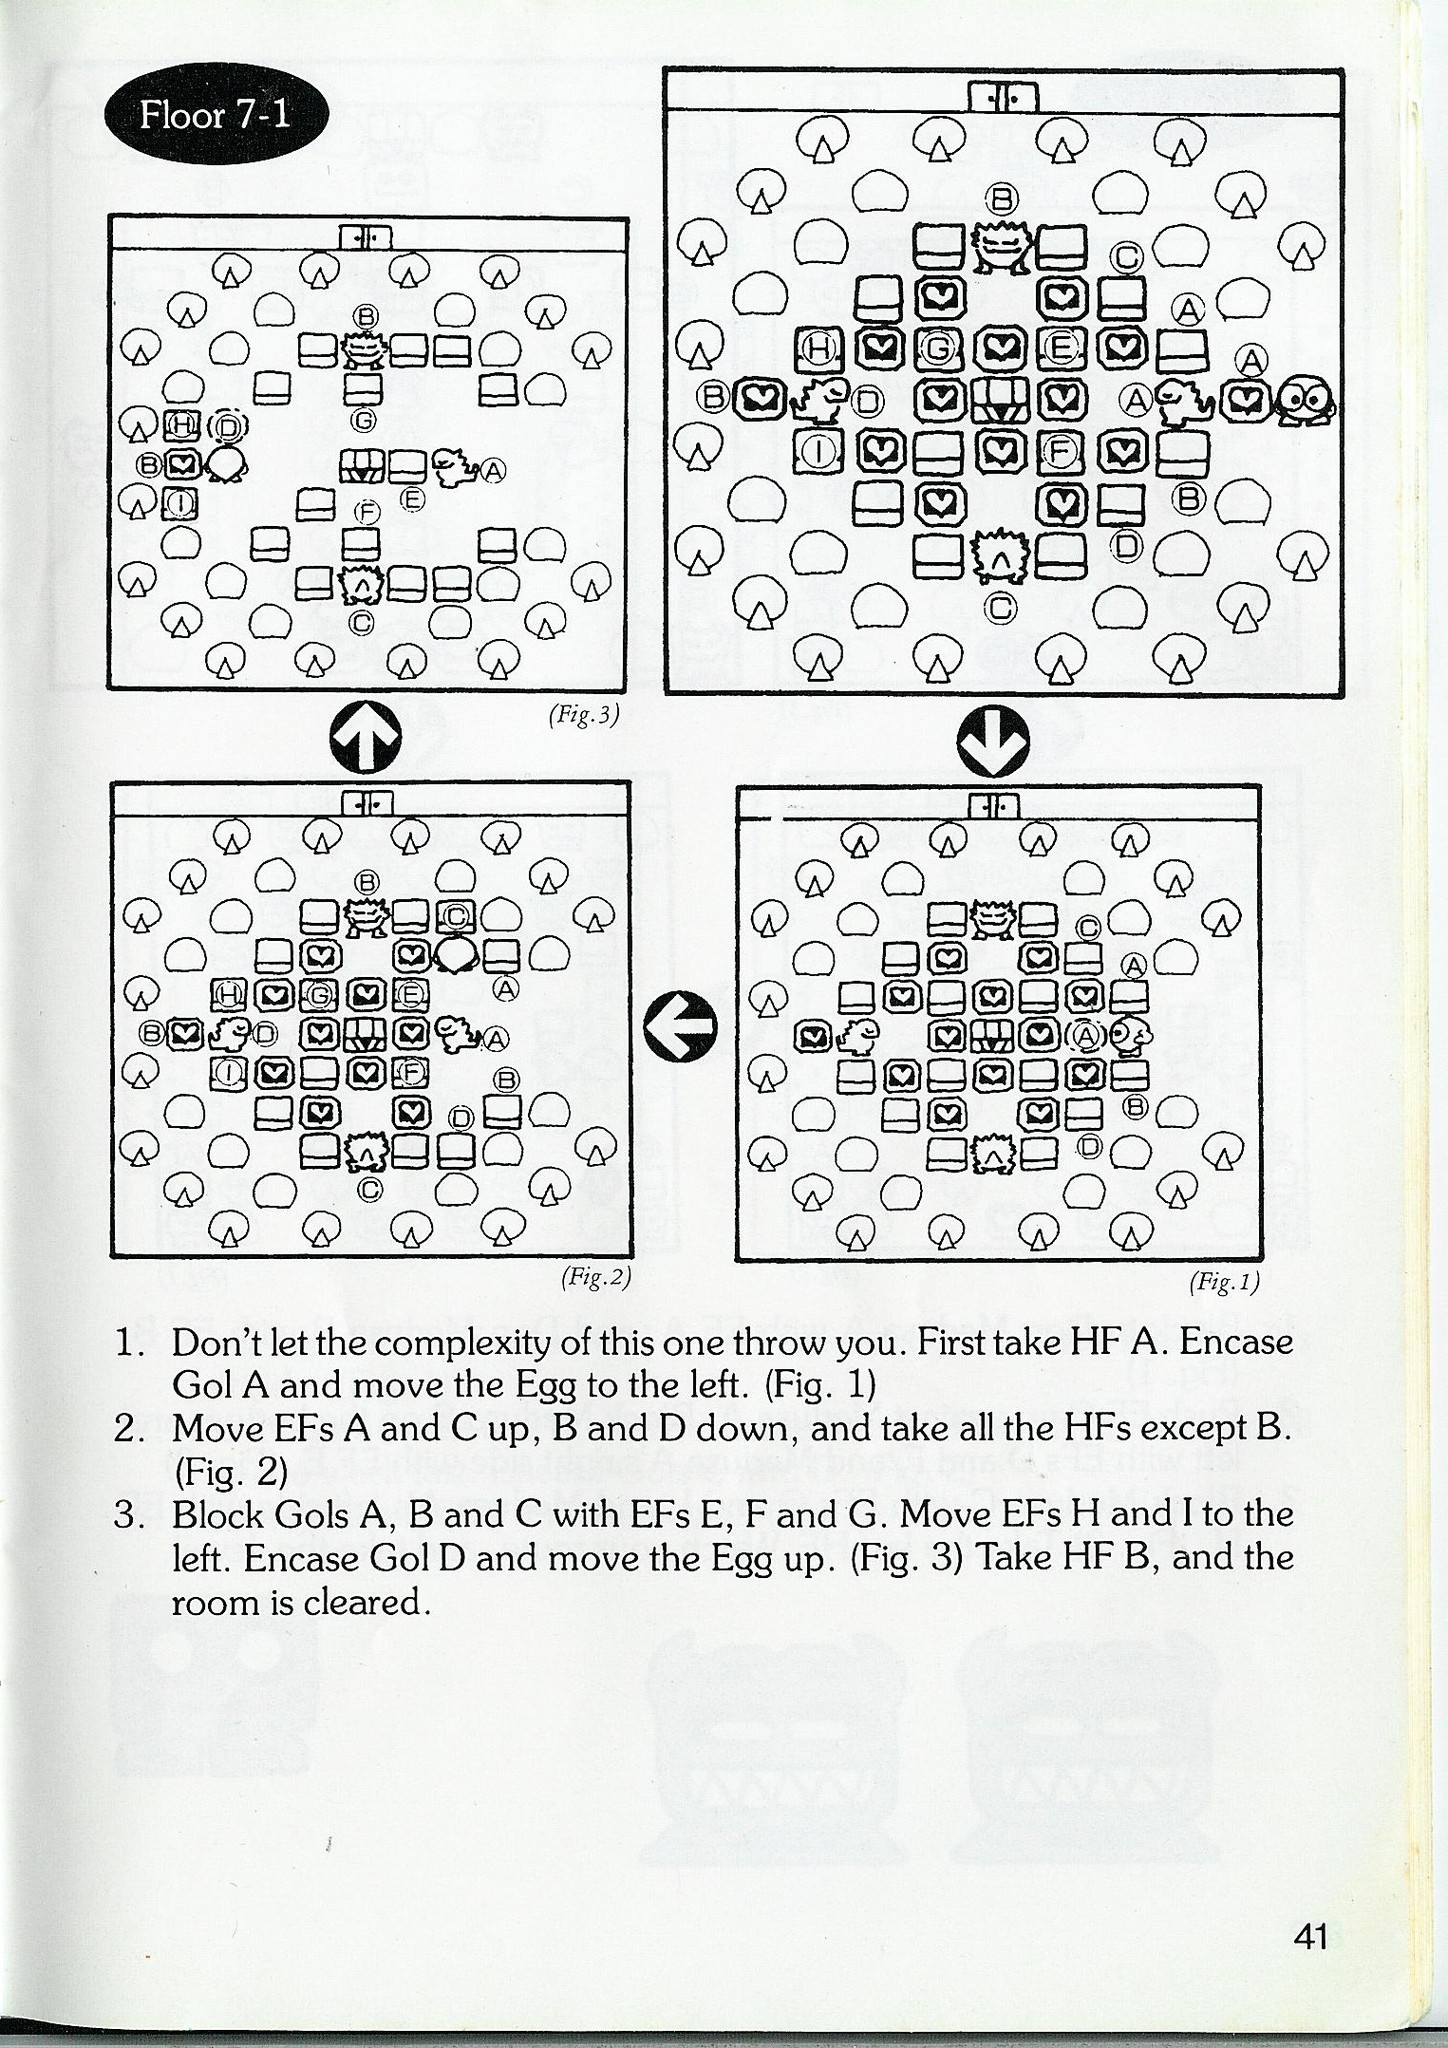 Floor 7-1
B
C
A
H
G
E
A
B
D
A
I
F
B
D
C
B
G
H
D
B
A
I
F
E
C
(Fig.3)
B
C
H
G
E
A
B
D
A
I
F
B
D
C
(Fig.2)
C
A
A
B
D
(Fig.1)
1. Don't let the complexity of this one throw you. First take HF A. Encase
Gol A and move the Egg to the left. (Fig. 1)
2. Move EFs A and C up, B and D down, and take all the HFs except B.
(Fig. 2)
3. Block Gols A, B and C with EFs E, F and G. Move EFs H and I to the
left. Encase Gol D and move the Egg up. (Fig. 3) Take HF B, and the
room is cleared.
41